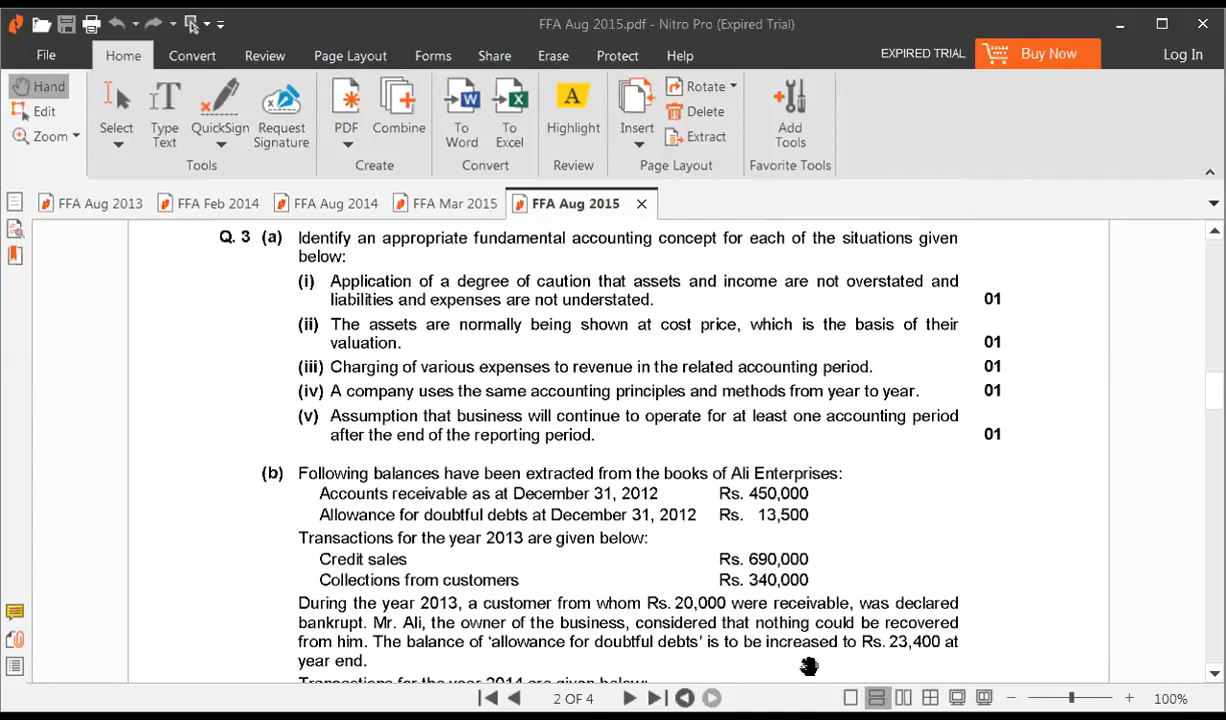 FFA Aug 2015.pdf - Nitro Pro (Expired Trial)
File Home Convert Review Page Layout Forms Share Erase Protect Help EXPIRED TRIAL Buy Now Log In
Hand
Edit
Zoom
Select
Type Text
QuickSign
Request Signature
Tools
PDF
Combine
Create
To Word
To Excel
Convert
Highlight
Review
Insert
Rotate
Delete
Extract
Page Layout
Add Tools
Favorite Tools
FFA Aug 2013 FFA Feb 2014 FFA Aug 2014 FFA Mar 2015 FFA Aug 2015
Q. 3 (a) Identify an appropriate fundamental accounting concept for each of the situations given
below:
(i) Application of a degree of caution that assets and income are not overstated and
liabilities and expenses are not understated. 01
(ii) The assets are normally being shown at cost price, which is the basis of their
valuation. 01
(iii) Charging of various expenses to revenue in the related accounting period. 01
(iv) A company uses the same accounting principles and methods from year to year. 01
(v) Assumption that business will continue to operate for at least one accounting period
after the end of the reporting period. 01
(b) Following balances have been extracted from the books of Ali Enterprises:
Accounts receivable as at December 31, 2012 Rs. 450,000
Allowance for doubtful debts at December 31, 2012 Rs. 13,500
Transactions for the year 2013 are given below:
Credit sales Rs. 690,000
Collections from customers Rs. 340,000
During the year 2013, a customer from whom Rs. 20,000 were receivable, was declared
bankrupt. Mr. Ali, the owner of the business, considered that nothing could be recovered
from him. The balance of ‘allowance for doubtful debts’ is to be increased to Rs. 23,400 at
year end.
Transactions for the year 2014 are given below:
2 OF 4
100%